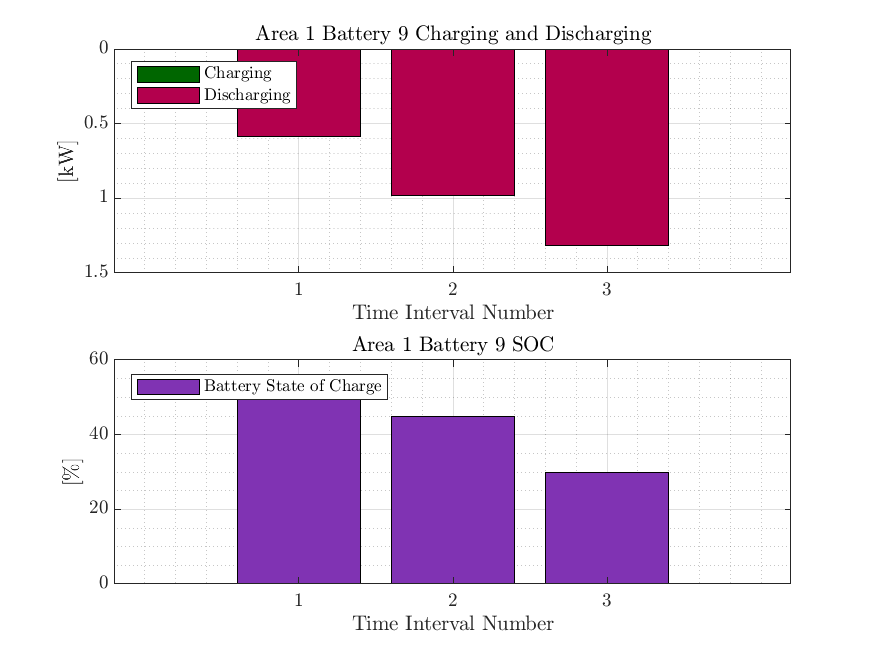 Area 1 Battery 9 Charging and Discharging
0
Charging
Discharging
0.5
[kW]
1
1.5
1 2 3
Time Interval Number
Area 1 Battery 9 SOC
60
Battery State of Charge
40
[%]
20
0
1 2 3
Time Interval Number